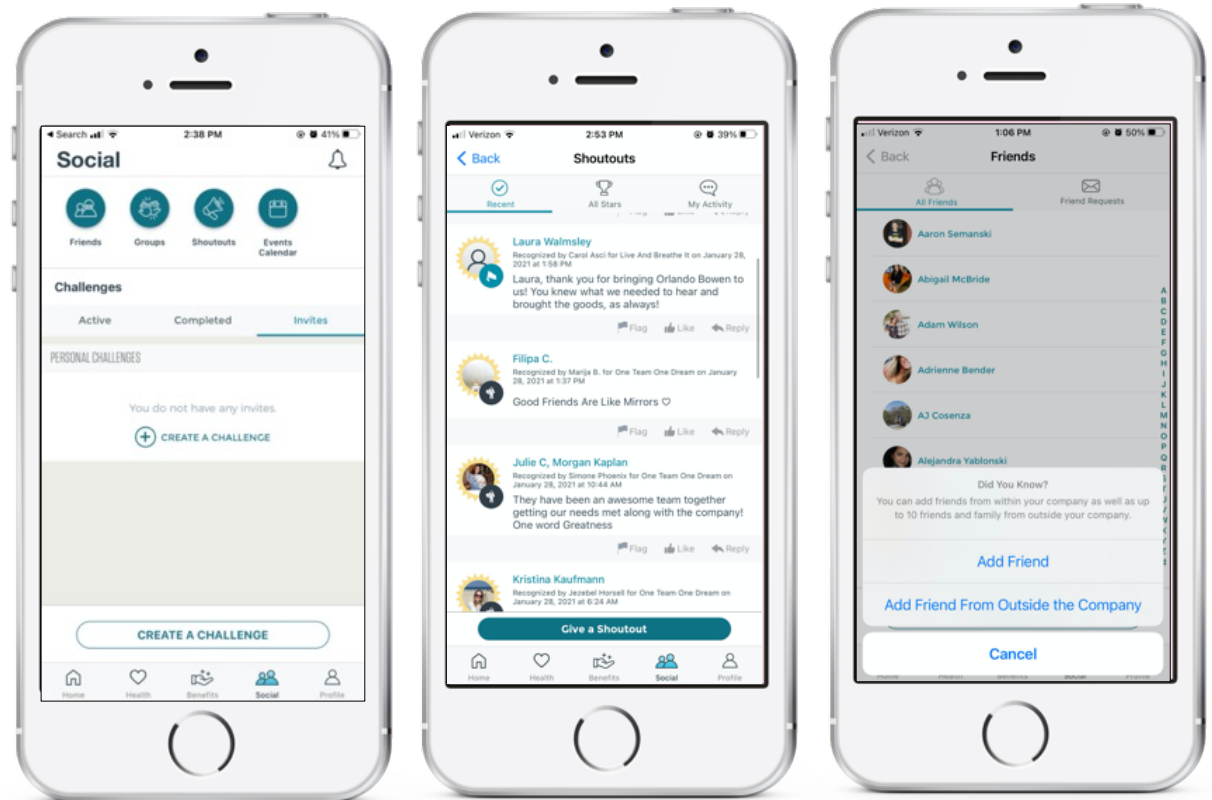 Search
2:38 PM
41%
Social
Friends
Groups
Shoutouts
Events
Calendar
Challenges
Active
Completed
Invites
PERSONAL CHALLENGES
You do not have any invites.
CREATE A CHALLENGE
CREATE A CHALLENGE
Home
Health
Benefits
Social
Profile
Verizon
2:53 PM
39%
Back
Shoutouts
Recent
All Stars
My Activity
Flag
Like
Reply
Laura Walmsley
Recognized by Carol Asci for Live And Breathe It on January 28,
2021 at 1:58 PM
Laura, thank you for bringing Orlando Bowen to
us! You knew what we needed to hear and
brought the goods, as always!
Flag
Like
Reply
Filipa C.
Recognized by Marija B. for One Team One Dream on January
28, 2021 at 1:37 PM
Good Friends Are Like Mirrors ♡
Flag
Like
Reply
Julie C, Morgan Kaplan
Recognized by Simone Phoenix for One Team One Dream on
January 28, 2021 at 10:44 AM
They have been an awesome team together
getting our needs met along with the company!
One word Greatness
Flag
Like
Reply
Kristina Kaufmann
Recognized by Jezebel Horsell for One Team One Dream on
January 28, 2021 at 6:24 AM
Give a Shoutout
Home
Health
Benefits
Social
Profile
Verizon
1:06 PM
50%
Back
Friends
All Friends
Friend Requests
Aaron Semanski
Abigail McBride
Adam Wilson
Adrienne Bender
AJ Cosenza
Alejandra Yablonski
A
B
C
D
E
F
G
H
I
J
K
L
M
N
O
P
Q
R
Did You Know?
You can add friends from within your company as well as up
to 10 friends and family from outside your company.
Add Friend
Add Friend From Outside the Company
Cancel